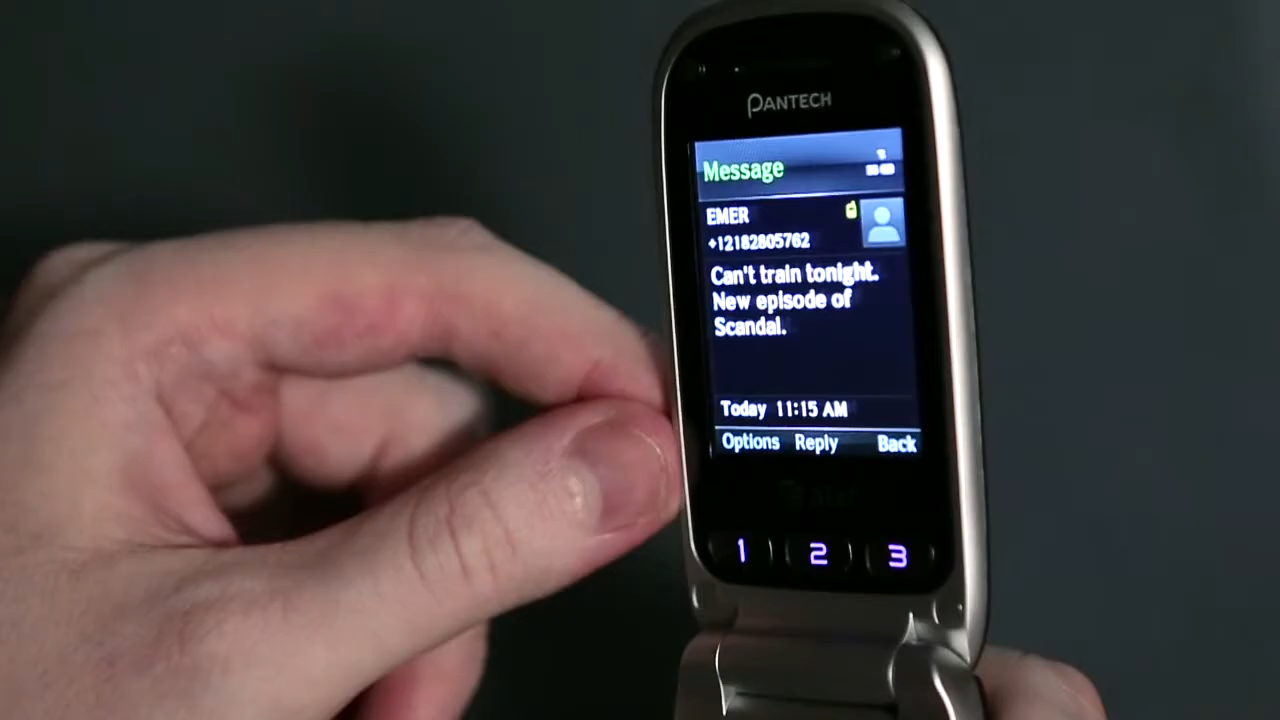 PANTECH
Message
EMER
+12182805762
Can't train tonight.
New episode of
Scandal.
Today 11:15 AM
Options Reply Back
1 2 3